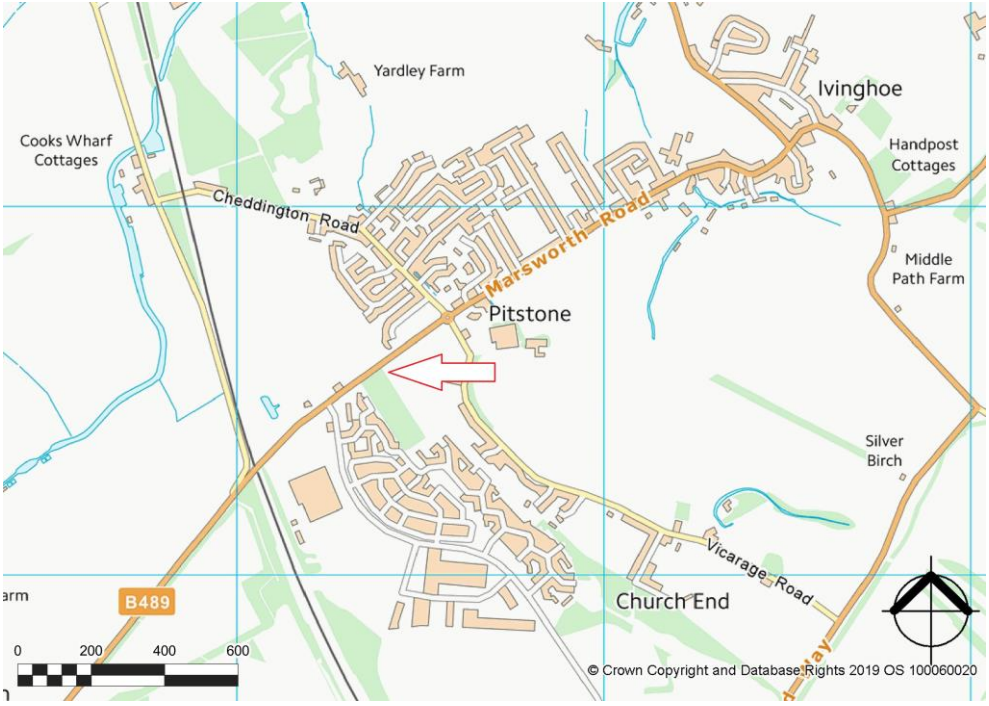 Ivinghoe
Yardley Farm
Cooks Wharf
Cottages
Handpost
Cottages
Cheddington Road
Marsworth Road
Middle
Path Farm
Pitstone
Silver
Birch
Vicarage Road
B489
Church End
0 200 400 600
© Crown Copyright and Database Rights 2019 OS 100060020